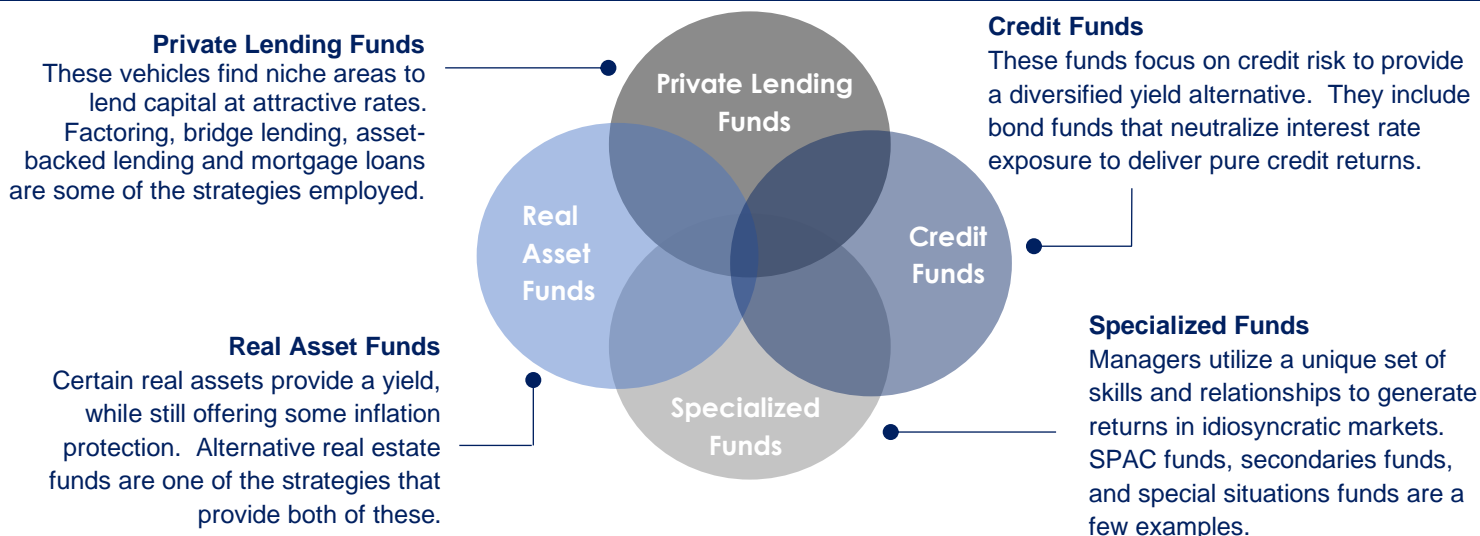 Private Lending Funds
These vehicles find niche areas to
lend capital at attractive rates.
Factoring, bridge lending, asset-
backed lending and mortgage loans
are some of the strategies employed.
Private Lending
Funds
Credit Funds
These funds focus on credit risk to provide
a diversified yield alternative.  They include
bond funds that neutralize interest rate
exposure to deliver pure credit returns.
Real
Asset
Funds
Credit
Funds
Real Asset Funds
Certain real assets provide a yield,
while still offering some inflation
protection.  Alternative real estate
funds are one of the strategies that
provide both of these.
Specialized
Funds
Specialized Funds
Managers utilize a unique set of
skills and relationships to generate
returns in idiosyncratic markets.
SPAC funds, secondaries funds,
and special situations funds are a
few examples.